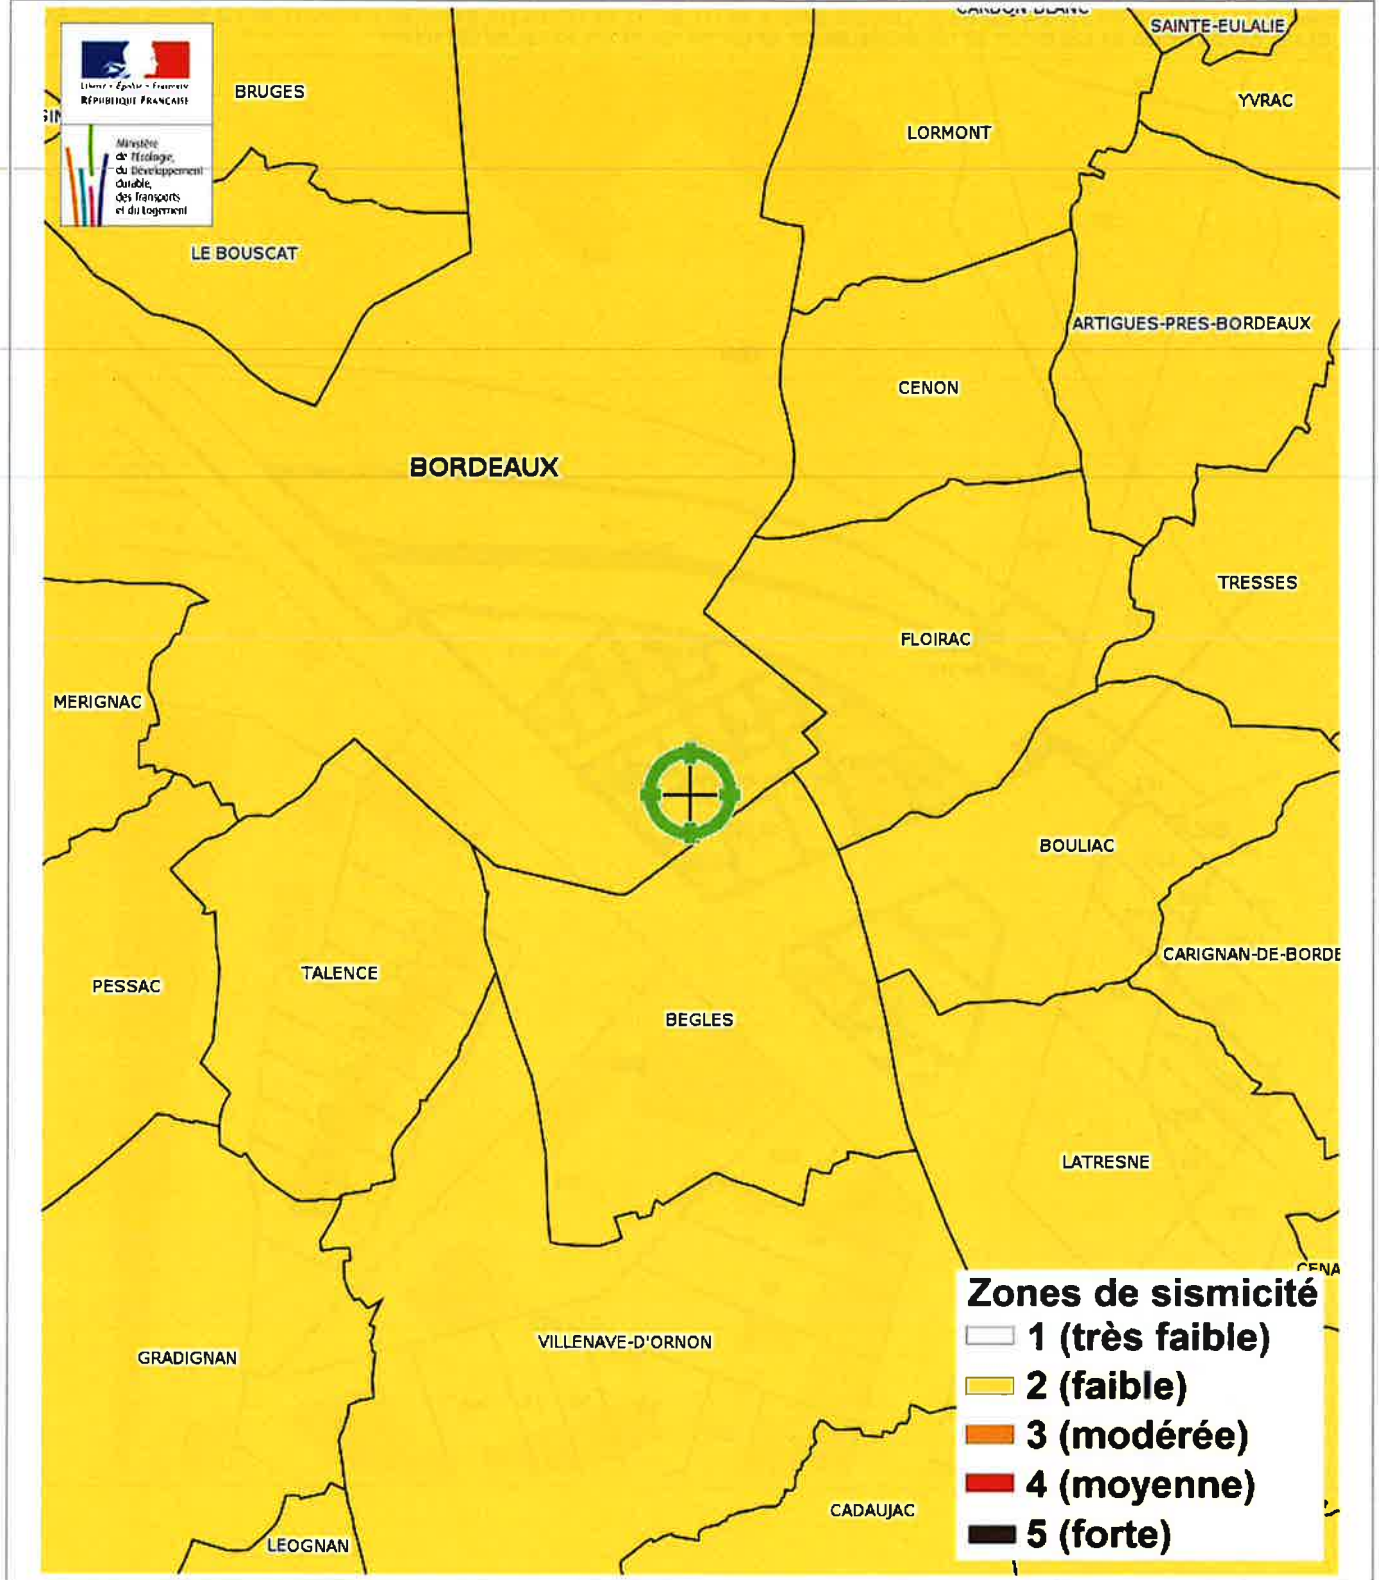 CARBON-BLANC
SAINTE-EULALIE
Liberté • Égalité • Fraternité
RÉPUBLIQUE FRANÇAISE
BRUGES
YVRAC
LORMONT
Ministère
de l'Écologie,
du Développement
durable,
des Transports
et du Logement
LE BOUSCAT
ARTIGUES-PRES-BORDEAUX
CENON
BORDEAUX
TRESSES
FLOIRAC
MERIGNAC
BOULIAC
CARIGNAN-DE-BORDE
TALENCE
PESSAC
BEGLES
LATRESNE
CENA
Zones de sismicité
1 (très faible)
VILLENAVE-D'ORNON
GRADIGNAN
2 (faible)
3 (modérée)
4 (moyenne)
CADAUJAC
5 (forte)
LEOGNAN